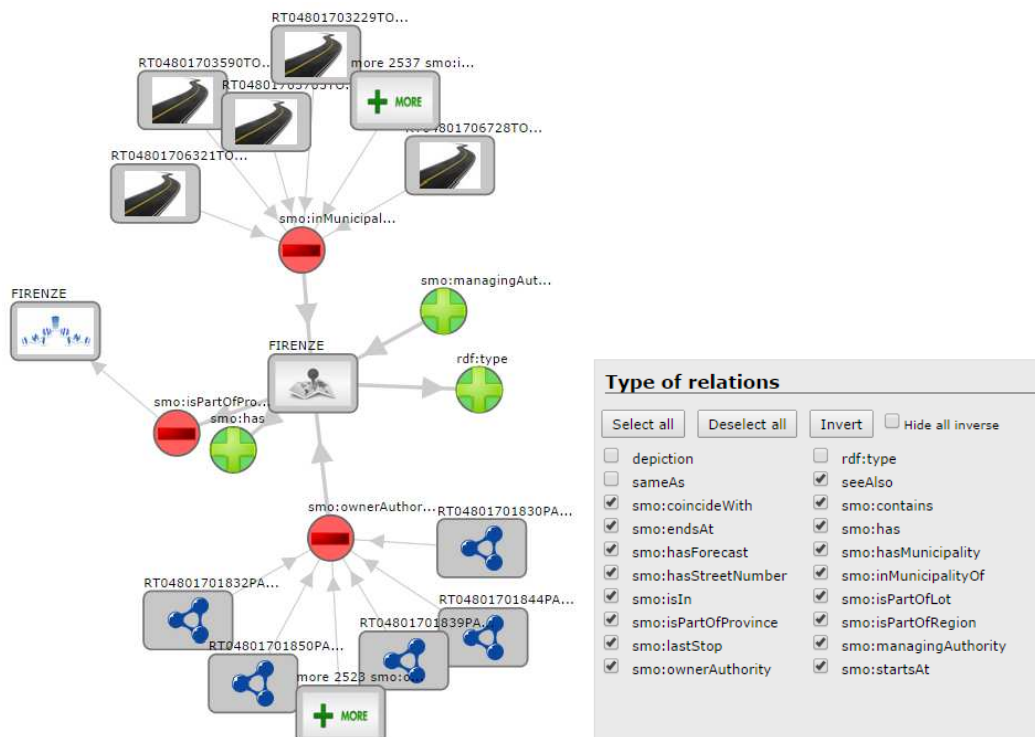 RT04801703229TO...
RT04801703590TO...
more 2537 smo:i...
MORE
RT04801706728TO...
RT04801706321TO...
smo:inMunicipal...
FIRENZE
smo:managingAut...
FIRENZE
rdf:type
smo:isPartOfPro...
smo:has
smo:ownerAuthor...
RT04801701830PA...
RT04801701832PA...
RT04801701844PA...
RT04801701839PA...
RT04801701850PA...
more 2523 smo:o...
MORE
Type of relations
Select all Deselect all Invert Hide all inverse
depiction rdf:type
sameAs seeAlso
smo:coincideWith smo:contains
smo:endsAt smo:has
smo:hasForecast smo:hasMunicipality
smo:hasStreetNumber smo:inMunicipalityOf
smo:isIn smo:isPartOfLot
smo:isPartOfProvince smo:isPartOfRegion
smo:lastStop smo:managingAuthority
smo:ownerAuthority smo:startsAt